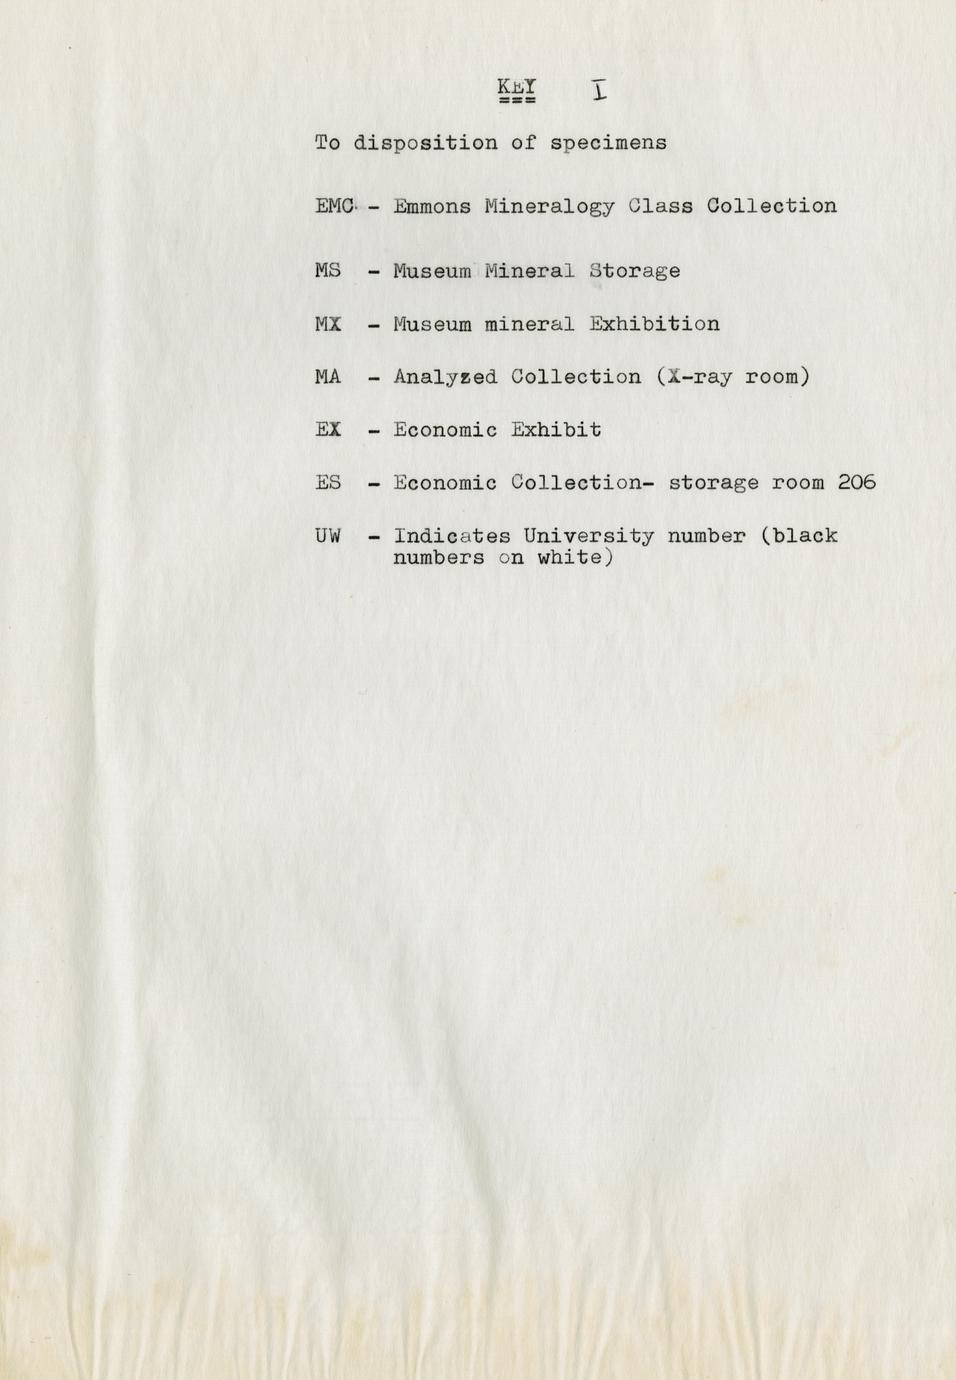 KEY I
To disposition of specimens
EMC - Emmons Mineralogy Class Collection
MS - Museum Mineral Storage
MX - Museum mineral Exhibition
MA - Analyzed Collection (X-ray room)
EX - Economic Exhibit
ES - Economic Collection- storage room 206
UW - Indicates University number (black
numbers on white)